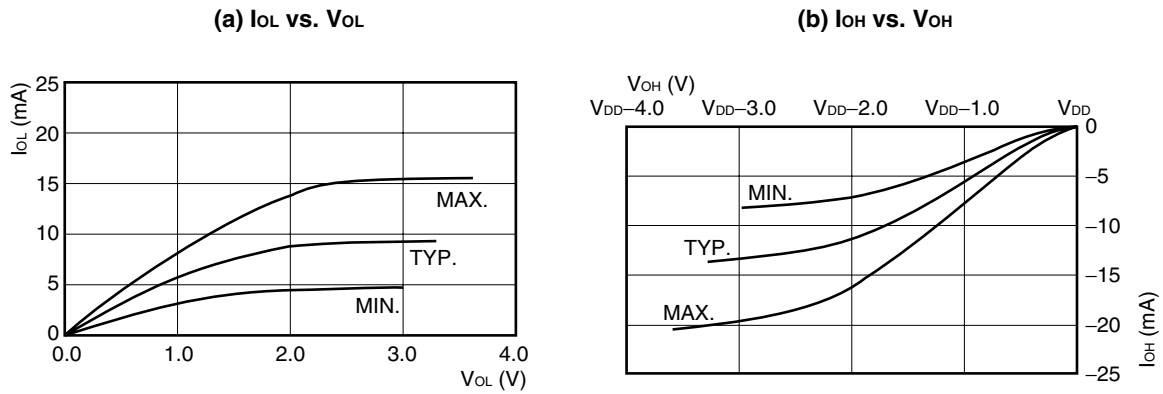 (a) IOL vs. VOL
25
20
15
10
5
0
IOL (mA)
MAX.
TYP.
MIN.
0.0 1.0 2.0 3.0 4.0
VOL (V)
(b) IOH vs. VOH
VOH (V)
VDD−4.0 VDD−3.0 VDD−2.0 VDD−1.0 VDD
0
−5
−10
−15
−20
−25
IOH (mA)
MIN.
TYP.
MAX.